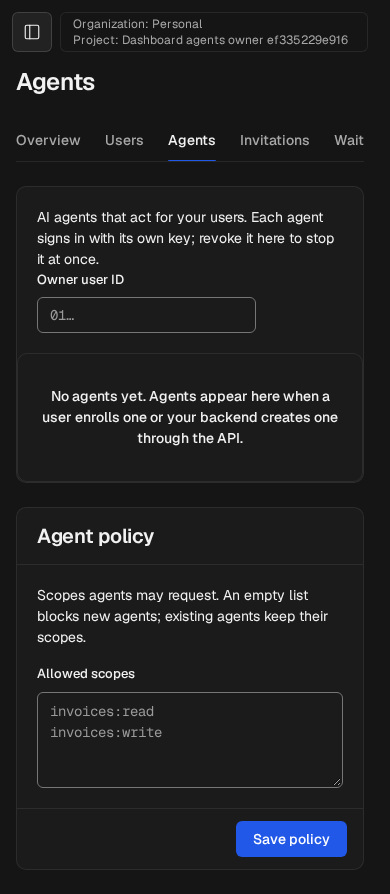 Organization: Personal
Project: Dashboard agents owner ef335229e916
Agents
Overview Users Agents Invitations Wait
AI agents that act for your users. Each agent
signs in with its own key; revoke it here to stop
it at once.
Owner user ID
01…
No agents yet. Agents appear here when a
user enrolls one or your backend creates one
through the API.
Agent policy
Scopes agents may request. An empty list
blocks new agents; existing agents keep their
scopes.
Allowed scopes
invoices:read
invoices:write
Save policy